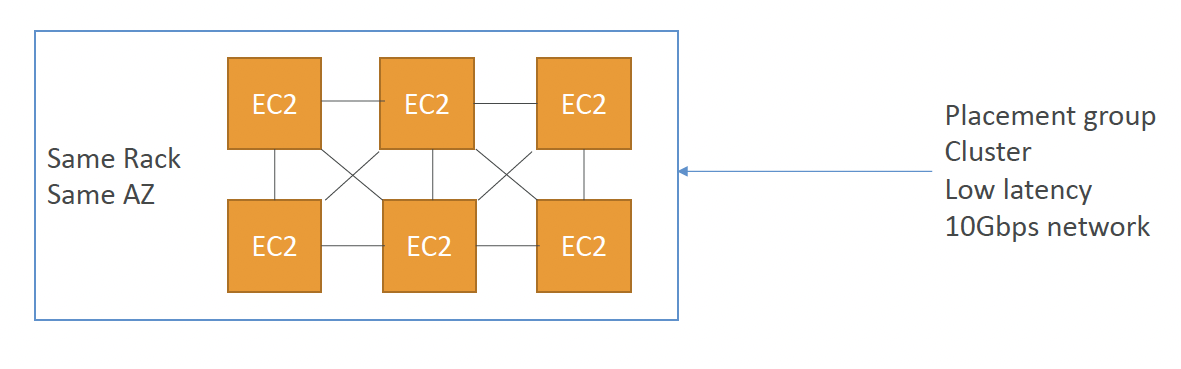 Same Rack
Same AZ
EC2
EC2
EC2
EC2
EC2
EC2
Placement group
Cluster
Low latency
10Gbps network